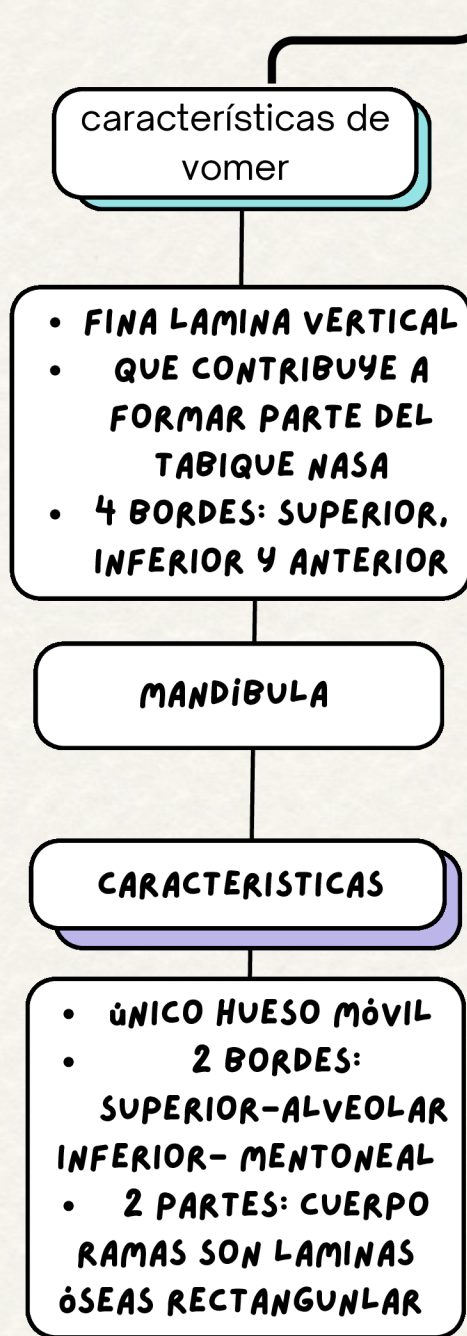 características de
vomer
• FINA LAMINA VERTICAL
• QUE CONTRIBUYE A
FORMAR PARTE DEL
TABIQUE NASA
• 4 BORDES: SUPERIOR,
INFERIOR Y ANTERIOR
MANDÍBULA
CARACTERISTICAS
• ÚNICO HUESO MÓVIL
• 2 BORDES:
SUPERIOR-ALVEOLAR
INFERIOR- MENTONEAL
• 2 PARTES: CUERPO
RAMAS SON LAMINAS
ÓSEAS RECTANGUNLAR